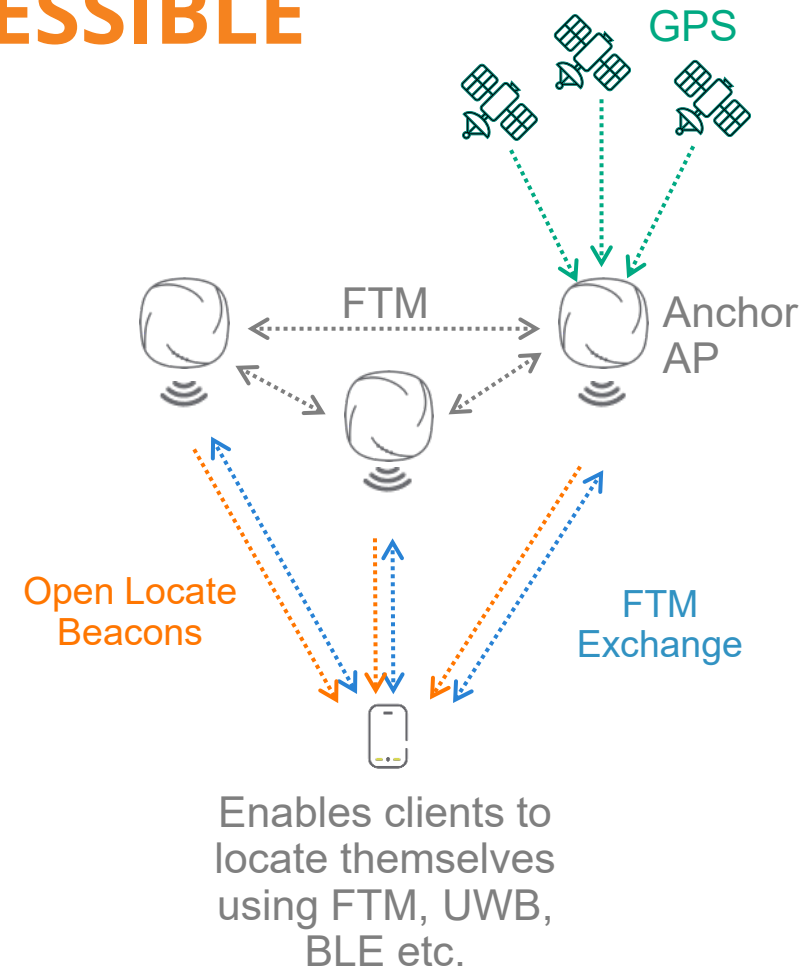 ESSIBLE
GPS
FTM
Anchor
AP
Open Locate
Beacons
FTM
Exchange
Enables clients to
locate themselves
using FTM, UWB,
BLE etc.